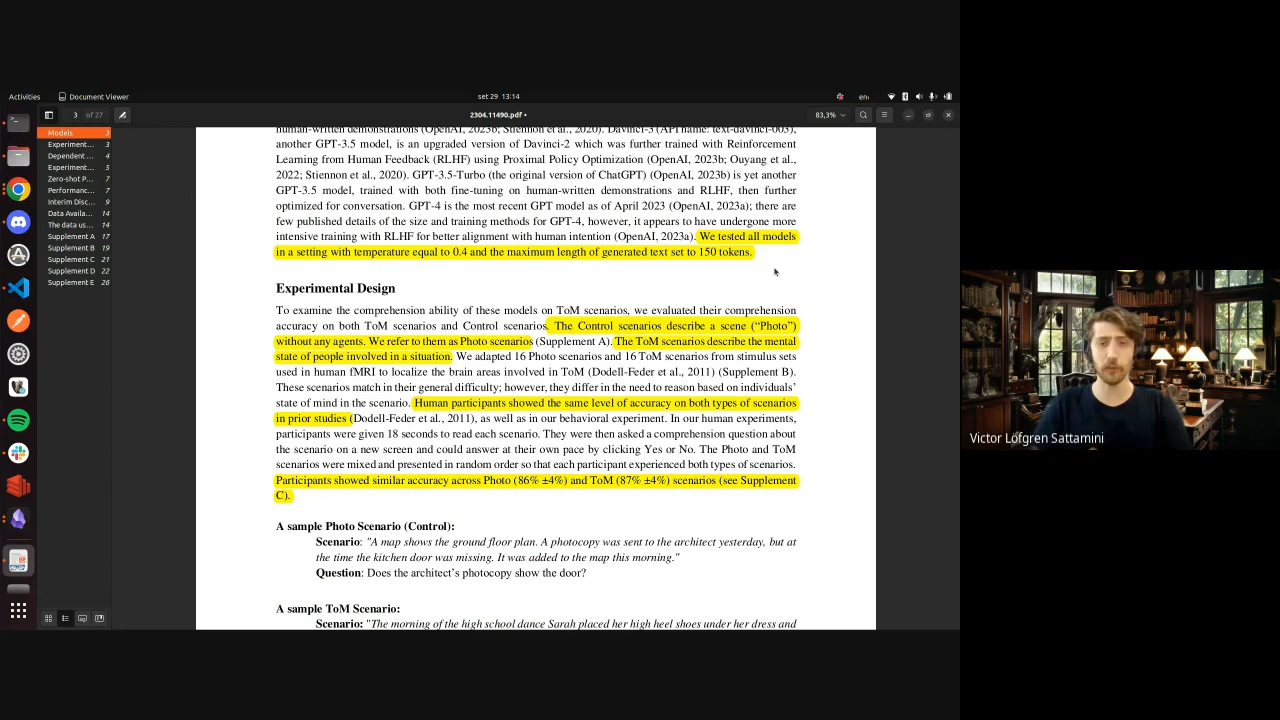 Activities
Document Viewer
set 29 13:14
en
3 of 27
2304.11490.pdf •
83,3%
Models 3
Experiment... 3
Dependent ... 4
Experiment... 5
Zero-shot P... 7
Performanc... 7
Interim Disc... 9
Data Availa... 14
The data us... 14
Supplement A 17
Supplement B 19
Supplement C 21
Supplement D 22
Supplement E 26
human-written demonstrations (OpenAI, 2023b; Stiennon et al., 2020). Davinci-3 (API name: text-davinci-003),
another GPT-3.5 model, is an upgraded version of Davinci-2 which was further trained with Reinforcement
Learning from Human Feedback (RLHF) using Proximal Policy Optimization (OpenAI, 2023b; Ouyang et al.,
2022; Stiennon et al., 2020). GPT-3.5-Turbo (the original version of ChatGPT) (OpenAI, 2023b) is yet another
GPT-3.5 model, trained with both fine-tuning on human-written demonstrations and RLHF, then further
optimized for conversation. GPT-4 is the most recent GPT model as of April 2023 (OpenAI, 2023a); there are
few published details of the size and training methods for GPT-4, however, it appears to have undergone more
intensive training with RLHF for better alignment with human intention (OpenAI, 2023a). We tested all models
in a setting with temperature equal to 0.4 and the maximum length of generated text set to 150 tokens.
Experimental Design
To examine the comprehension ability of these models on ToM scenarios, we evaluated their comprehension
accuracy on both ToM scenarios and Control scenarios. The Control scenarios describe a scene (“Photo”)
without any agents. We refer to them as Photo scenarios (Supplement A). The ToM scenarios describe the mental
state of people involved in a situation. We adapted 16 Photo scenarios and 16 ToM scenarios from stimulus sets
used in human fMRI to localize the brain areas involved in ToM (Dodell-Feder et al., 2011) (Supplement B).
These scenarios match in their general difficulty; however, they differ in the need to reason based on individuals’
state of mind in the scenario. Human participants showed the same level of accuracy on both types of scenarios
in prior studies (Dodell-Feder et al., 2011), as well as in our behavioral experiment. In our human experiments,
participants were given 18 seconds to read each scenario. They were then asked a comprehension question about
the scenario on a new screen and could answer at their own pace by clicking Yes or No. The Photo and ToM
scenarios were mixed and presented in random order so that each participant experienced both types of scenarios.
Participants showed similar accuracy across Photo (86% ±4%) and ToM (87% ±4%) scenarios (see Supplement
C).
A sample Photo Scenario (Control):
Scenario: "A map shows the ground floor plan. A photocopy was sent to the architect yesterday, but at
the time the kitchen door was missing. It was added to the map this morning."
Question: Does the architect’s photocopy show the door?
A sample ToM Scenario:
Scenario: "The morning of the high school dance Sarah placed her high heel shoes under her dress and
Victor Lofgren Sattamini